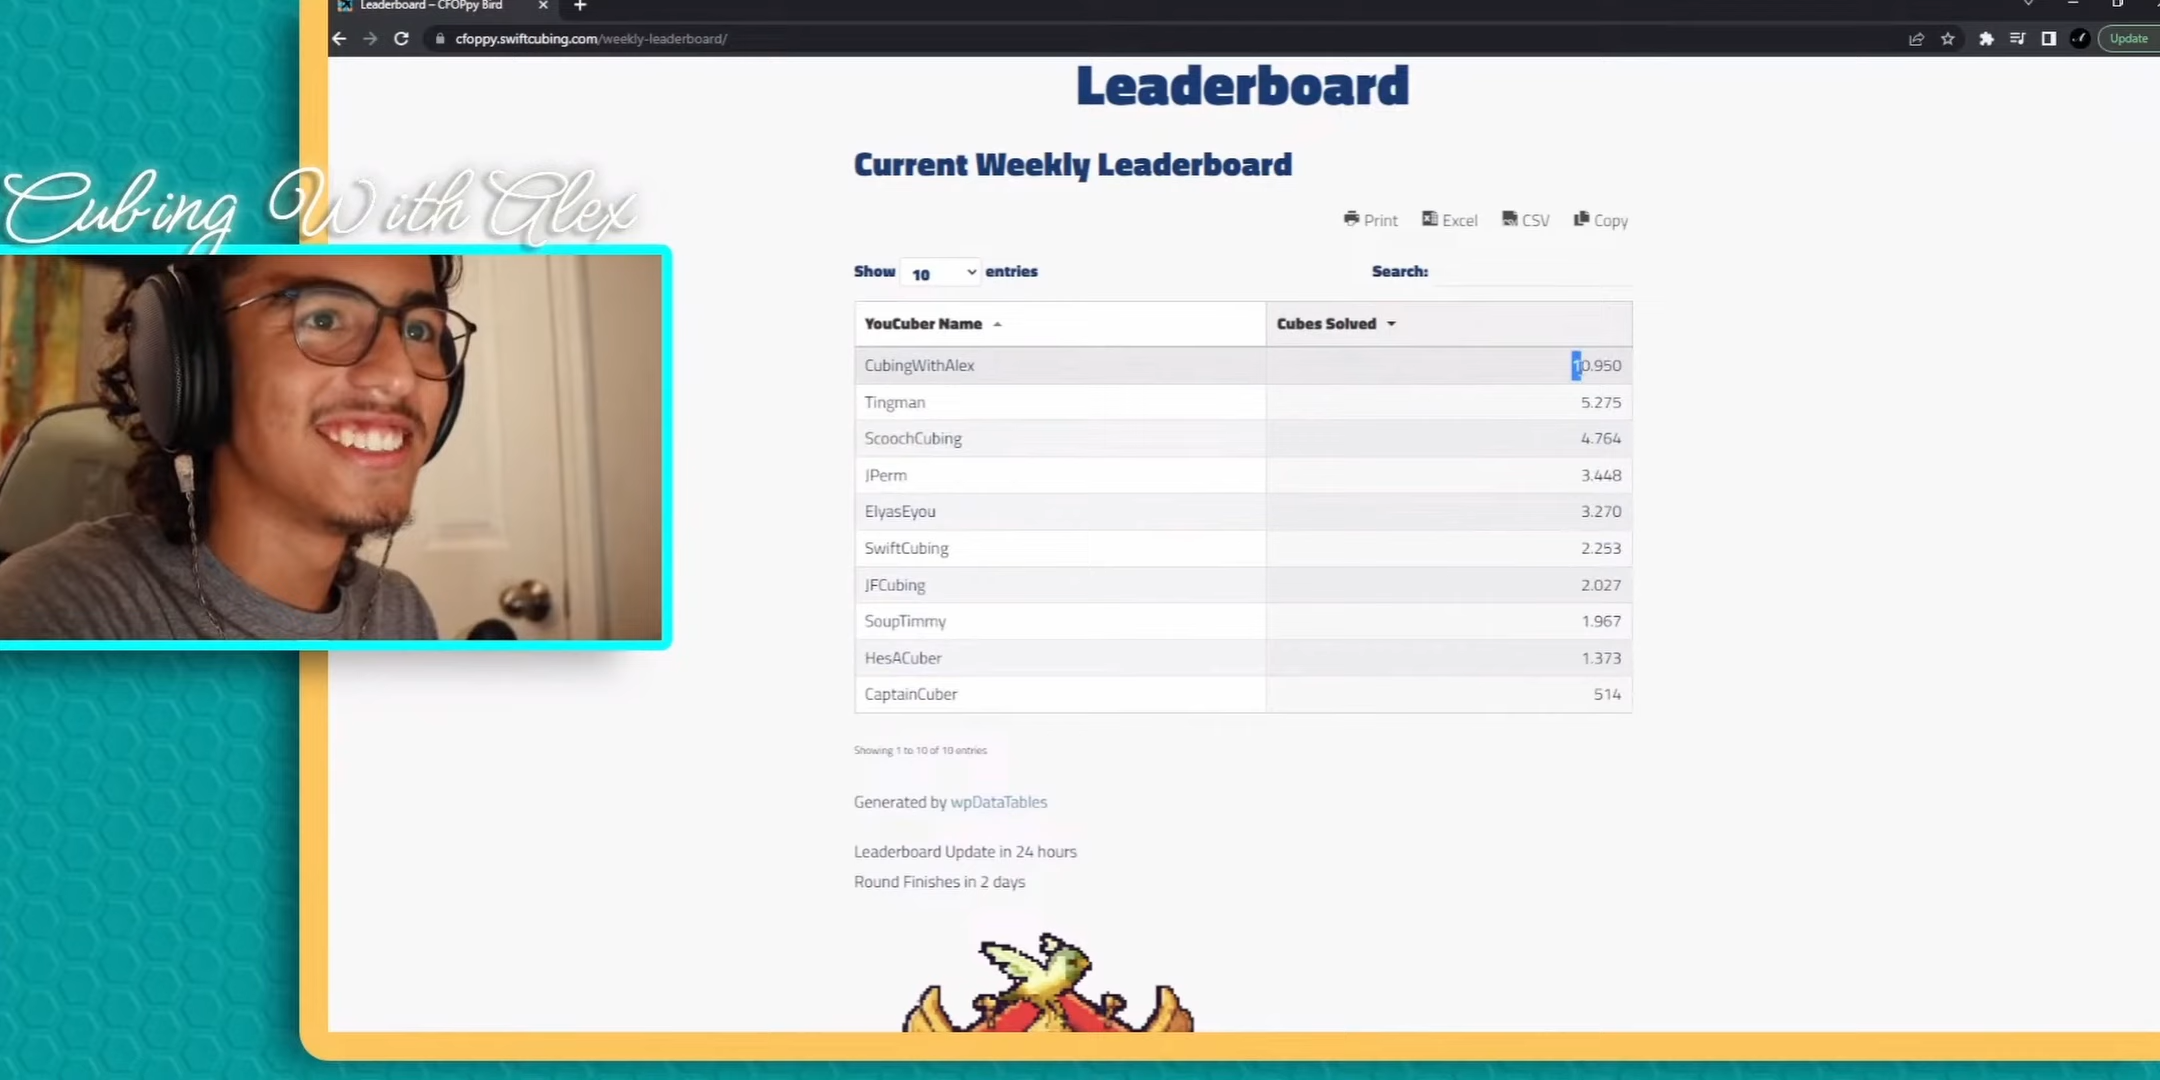 Leaderboard – CFOPpy Bird
cfoppy.swiftcubing.com/weekly-leaderboard/
Update
Leaderboard
Current Weekly Leaderboard
Cubing With Alex
Print Excel CSV Copy
Show 10 entries Search:
YouCuber Name Cubes Solved
CubingWithAlex 10.950
Tingman 5.275
ScoochCubing 4.764
JPerm 3.448
ElyasEyou 3.270
SwiftCubing 2.253
JFCubing 2.027
SoupTimmy 1.967
HesACuber 1.373
CaptainCuber 514
Showing 1 to 10 of 10 entries
Generated by wpDataTables
Leaderboard Update in 24 hours
Round Finishes in 2 days